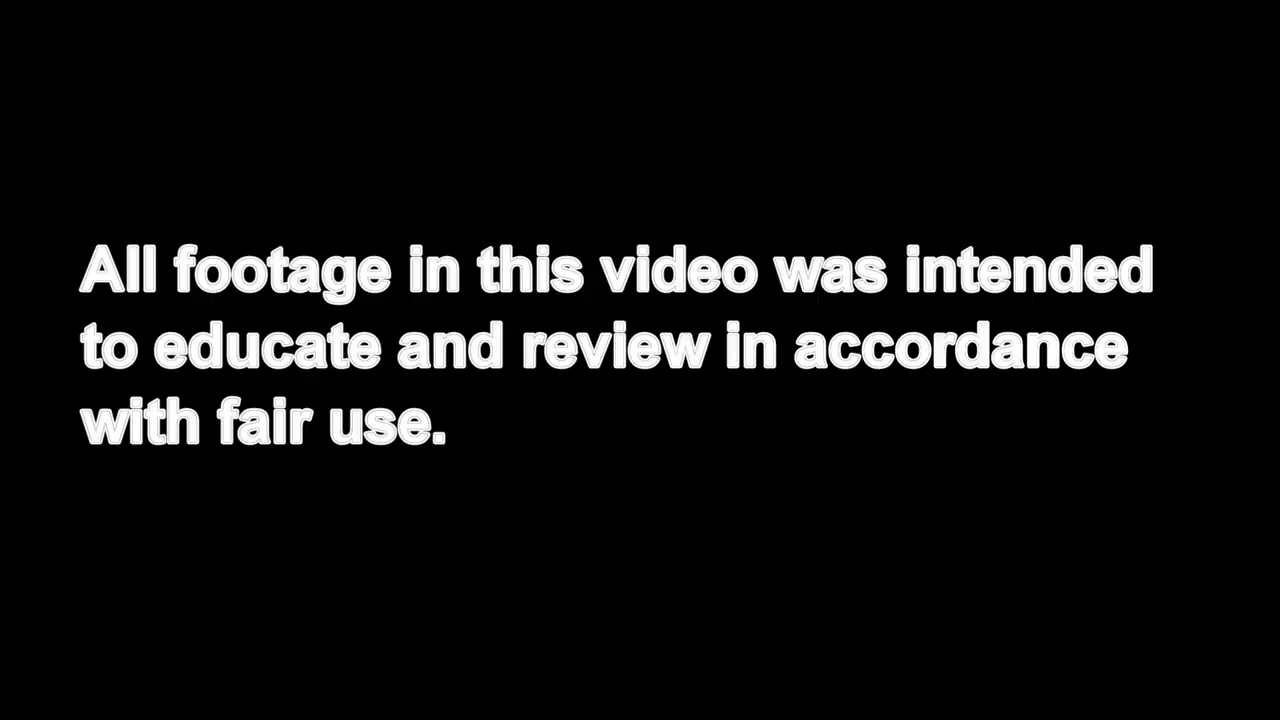 All footage in this video was intended
to educate and review in accordance
with fair use.